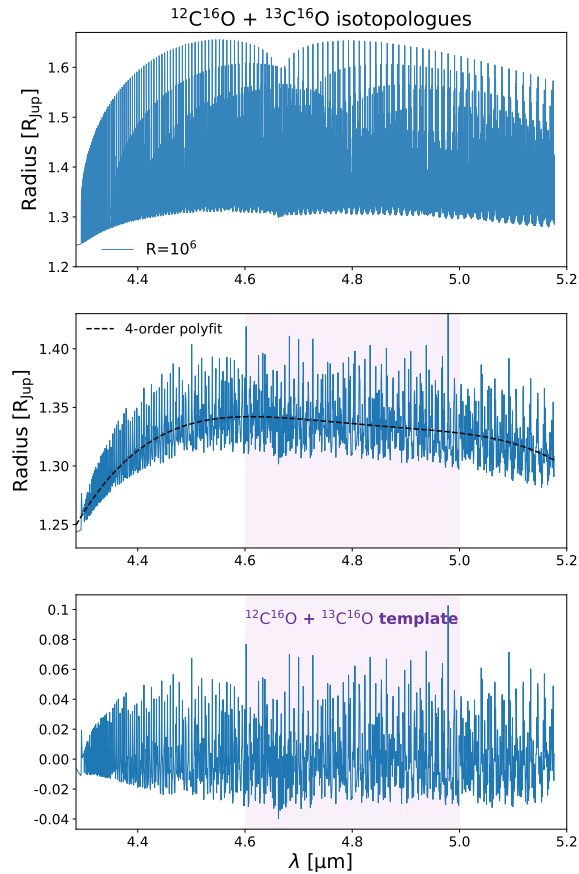 ¹²C¹⁶O + ¹³C¹⁶O isotopologues
Radius [R_Jup]
1.6
1.5
1.4
1.3
1.2
R=10⁶
4.4 4.6 4.8 5.0 5.2
Radius [R_Jup]
4-order polyfit
1.40
1.35
1.30
1.25
4.4 4.6 4.8 5.0 5.2
¹²C¹⁶O + ¹³C¹⁶O template
0.1
0.08
0.06
0.04
0.02
0.00
-0.02
-0.04
4.4 4.6 4.8 5.0 5.2
λ [μm]